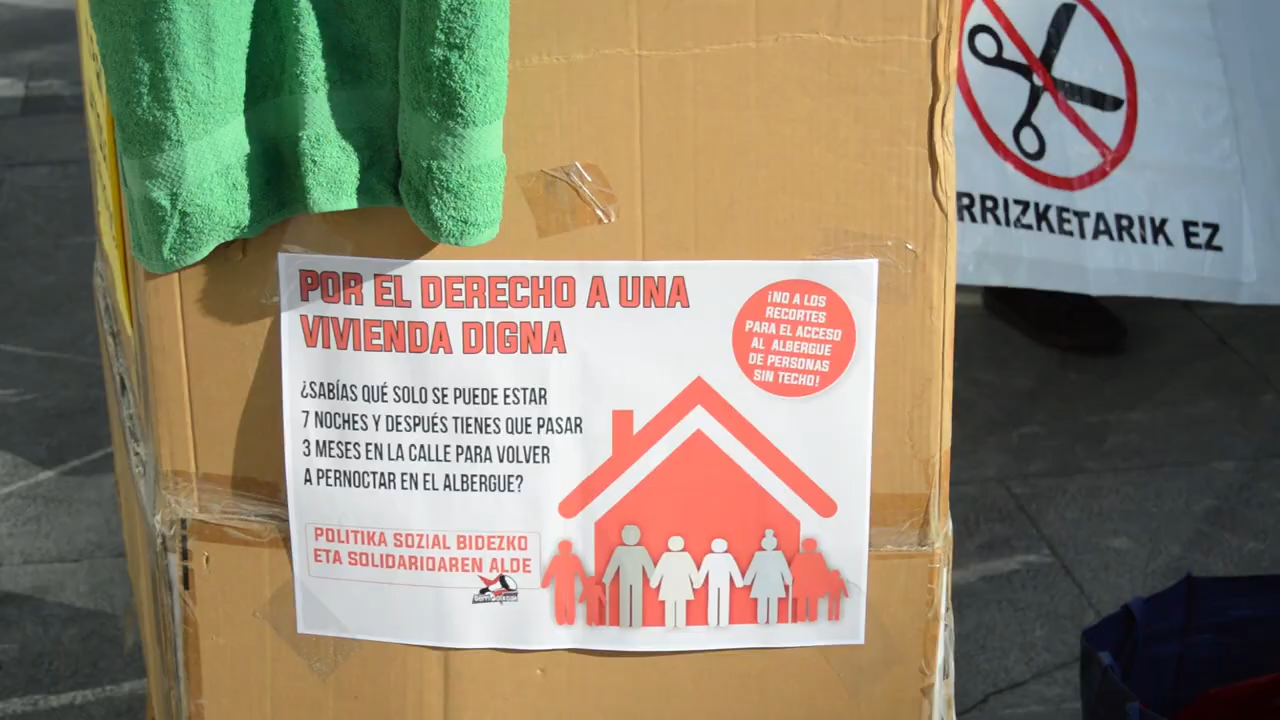 POR EL DERECHO A UNA
VIVIENDA DIGNA
¡NO A LOS
RECORTES
PARA EL ACCESO
AL ALBERGUE
DE PERSONAS
SIN TECHO!
¿SABÍAS QUÉ SOLO SE PUEDE ESTAR
7 NOCHES Y DESPUÉS TIENES QUE PASAR
3 MESES EN LA CALLE PARA VOLVER
A PERNOCTAR EN EL ALBERGUE?
POLITIKA SOZIAL BIDEZKO
ETA SOLIDARIOAREN ALDE
RRIZKETARIK EZ